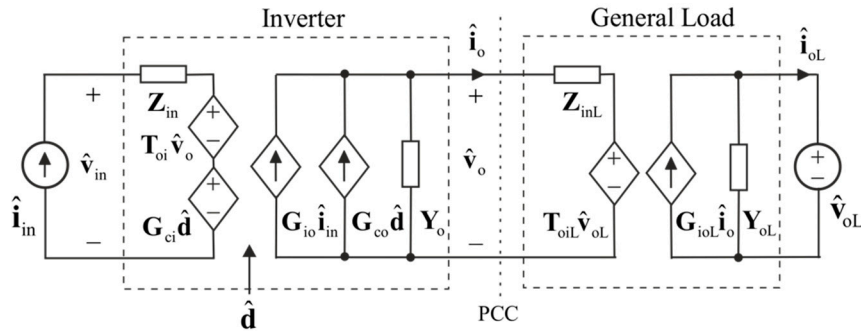 Inverter
General Load
î_o
î_oL
+
+
Z_in
Z_inL
+
−
+
−
+
−
T_oi v̂_o
v̂_in
v̂_o
+
−
G_ci d̂
G_io î_in
G_co d̂
Y_o
T_oiL v̂_oL
G_ioL î_o
Y_oL
v̂_oL
î_in
−
−
d̂
PCC